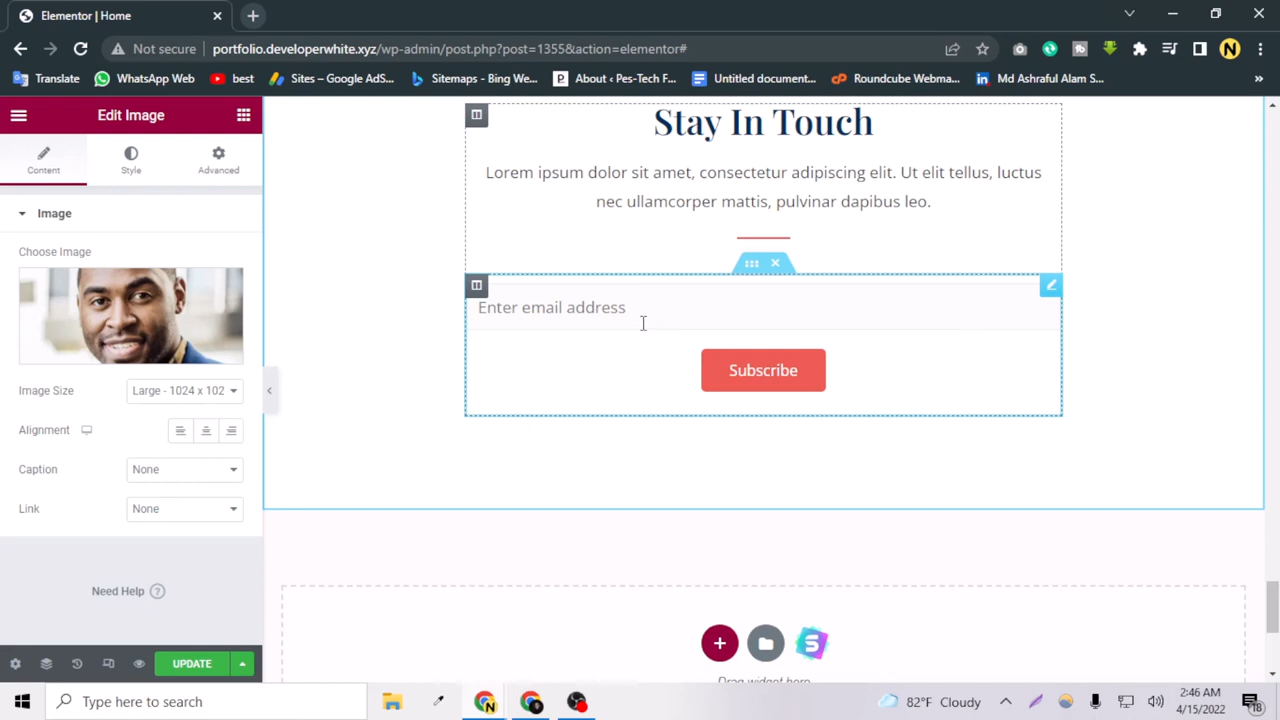 Elementor | Home
Not secure
portfolio.developerwhite.xyz/wp-admin/post.php?post=1355&action=elementor#
N
Translate
WhatsApp Web
best
Sites – Google AdS...
Sitemaps - Bing We...
About ‹ Pes-Tech F...
Untitled document...
Roundcube Webma...
Md Ashraful Alam S...
»
Edit Image
Content
Style
Advanced
Image
Choose Image
Image Size
Large - 1024 x 102
Alignment
Caption
None
Link
None
Need Help
UPDATE
Stay In Touch
Lorem ipsum dolor sit amet, consectetur adipiscing elit. Ut elit tellus, luctus
nec ullamcorper mattis, pulvinar dapibus leo.
Enter email address
Subscribe
Drag widget here
Type here to search
82°F Cloudy
2:46 AM
4/15/2022
18